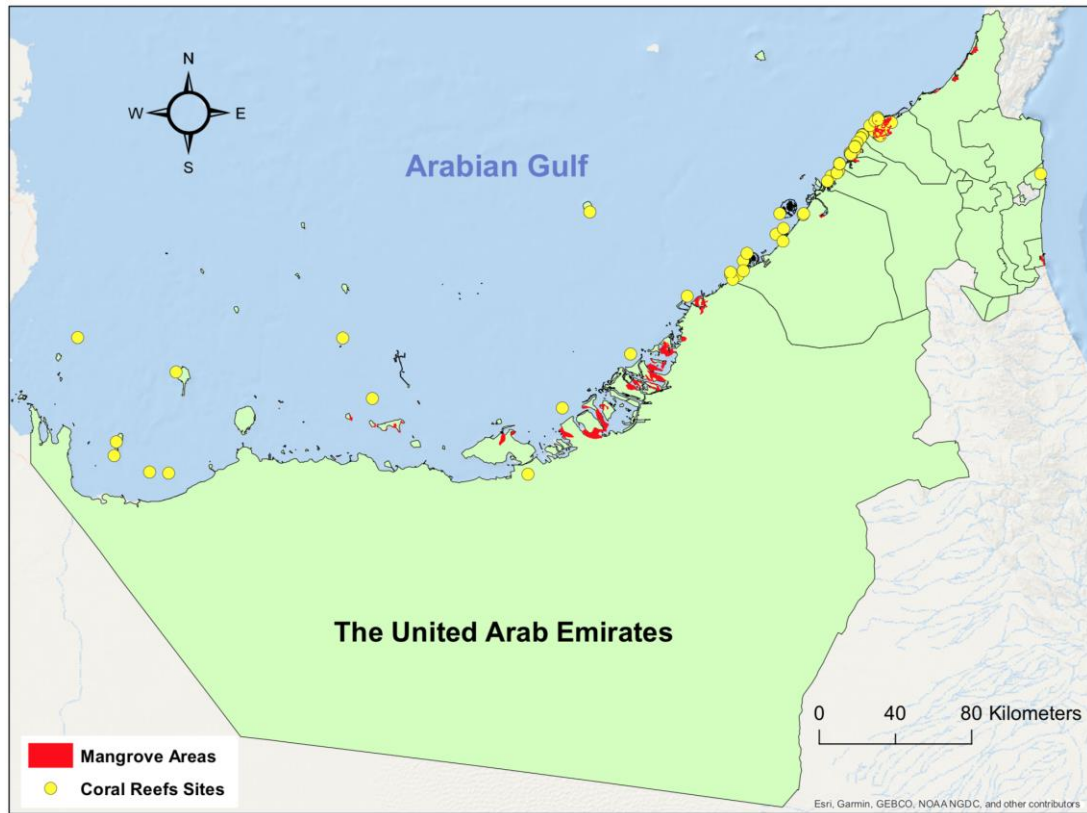 N
W E
S
Arabian Gulf
The United Arab Emirates
0 40 80 Kilometers
Mangrove Areas
Coral Reefs Sites
Esri, Garmin, GEBCO, NOAA NGDC, and other contributors